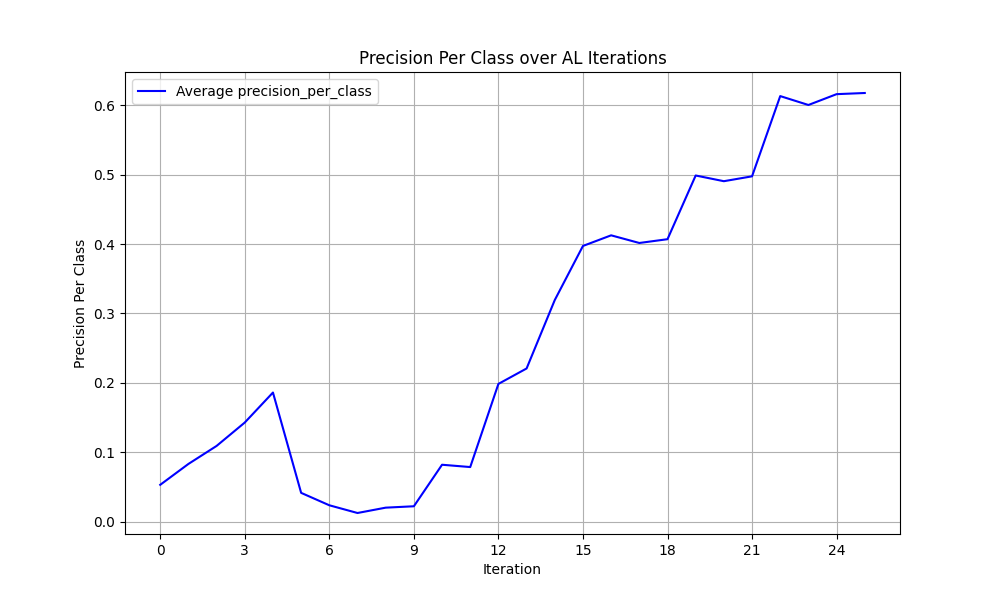 Precision Per Class over AL Iterations
Average precision_per_class
Precision Per Class
0.6
0.5
0.4
0.3
0.2
0.1
0.0
0 3 6 9 12 15 18 21 24
Iteration